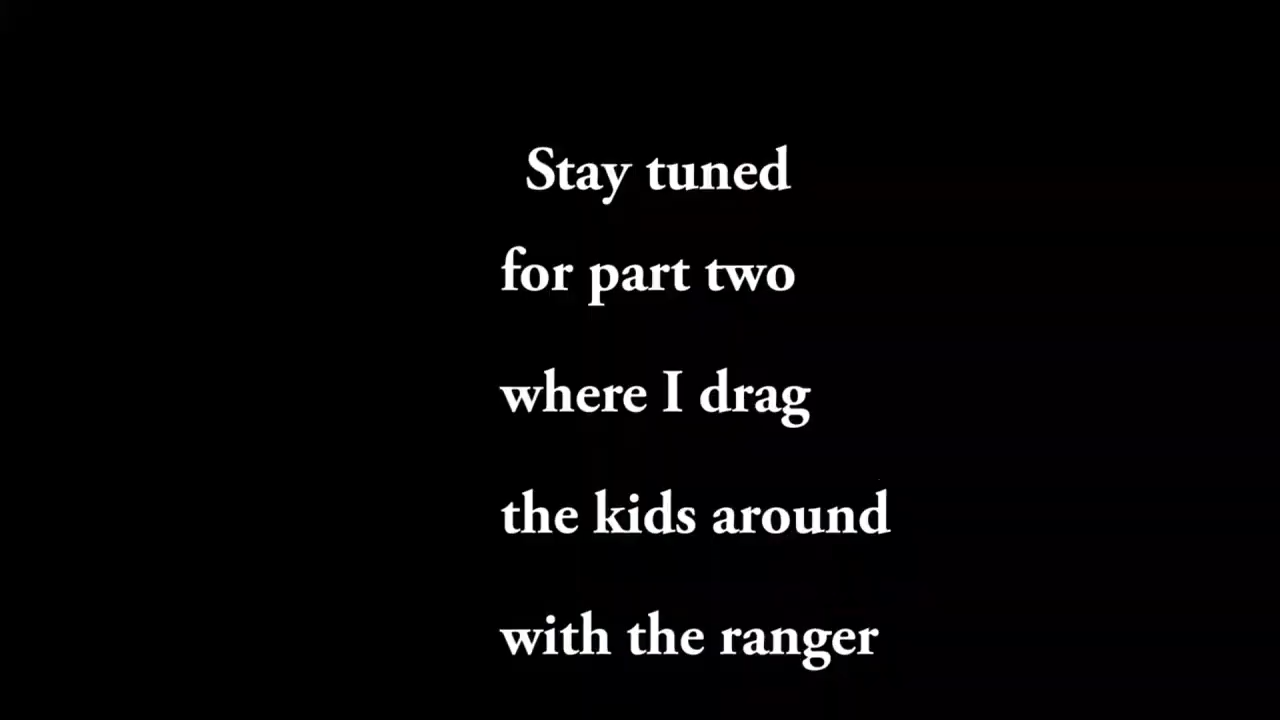 Stay tuned
for part two
where I drag
the kids around
with the ranger